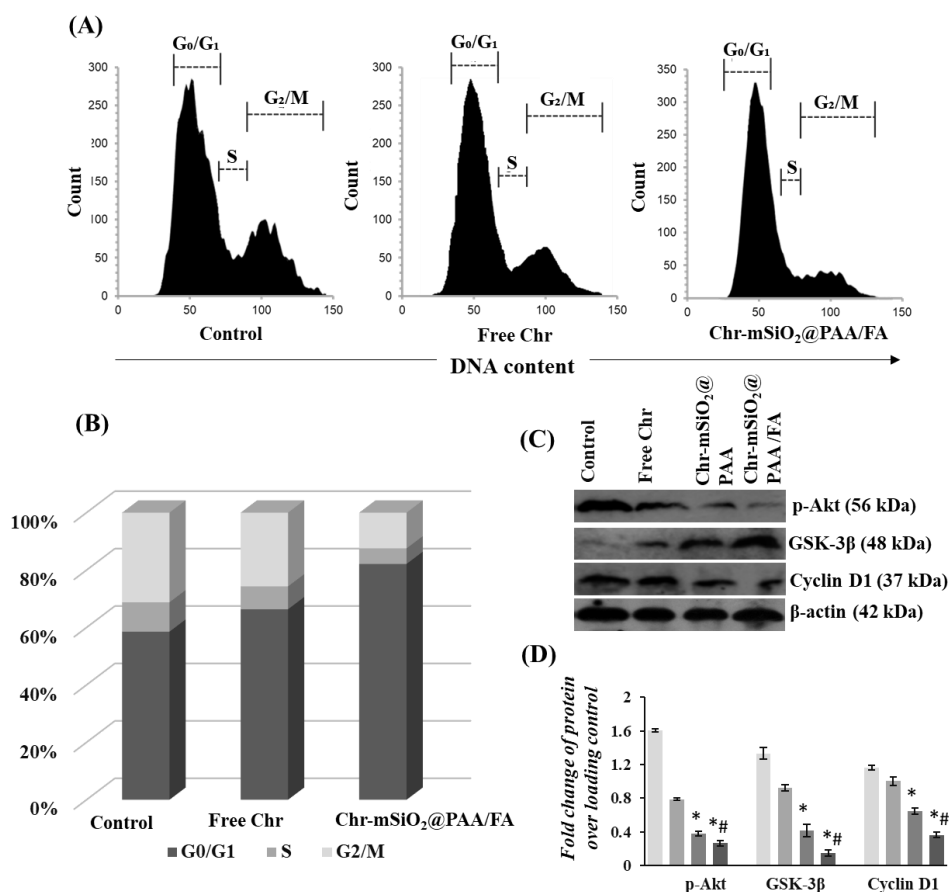 (A)
G₀/G₁
G₂/M
S
Count
300
250
200
150
100
50
0
0 50 100 150
Control
G₀/G₁
G₂/M
S
Count
300
250
200
150
100
50
0
0 50 100 150
Free Chr
G₀/G₁
G₂/M
S
Count
350
300
250
200
150
100
50
0
0 50 100 150
Chr-mSiO₂@PAA/FA
DNA content
(B)
100%
80%
60%
40%
20%
0%
Control Free Chr Chr-mSiO₂@PAA/FA
G0/G1 S G2/M
(C)
Control
Free Chr
Chr-mSiO₂@
PAA
Chr-mSiO₂@
PAA/FA
p-Akt (56 kDa)
GSK-3β (48 kDa)
Cyclin D1 (37 kDa)
β-actin (42 kDa)
(D)
Fold change of protein
over loading control
2
1.6
1.2
0.8
0.4
0
* *# * *# * *#
p-Akt GSK-3β Cyclin D1